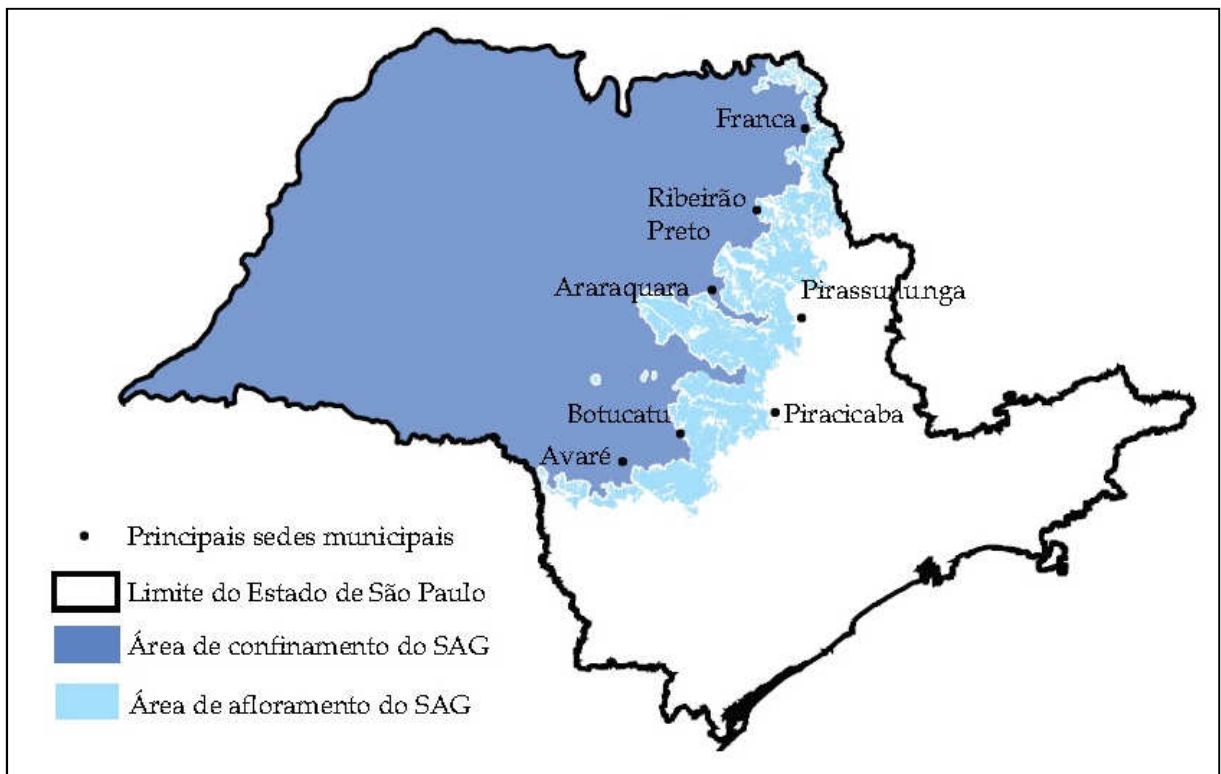 Franca
Ribeirão
Preto
Araraquara
Pirassununga
Botucatu
Piracicaba
Avaré
Principais sedes municipais
Limite do Estado de São Paulo
Área de confinamento do SAG
Área de afloramento do SAG